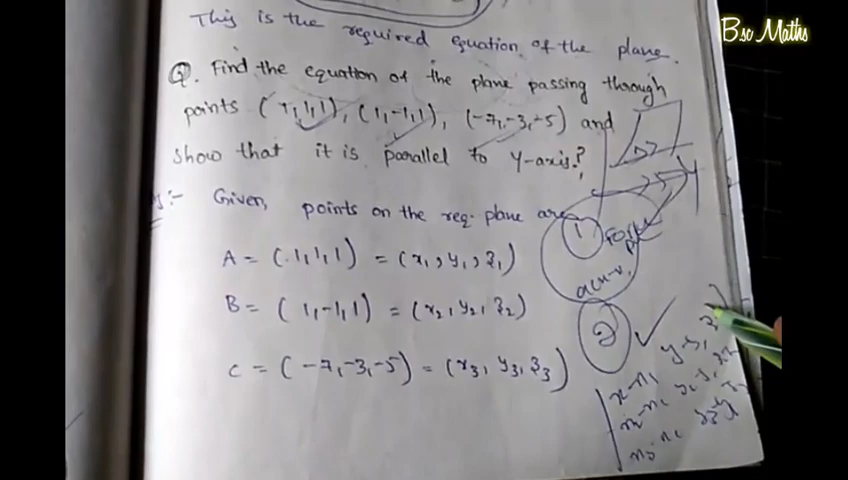 Bsc Maths
This is the required equation of the plane.
Q. Find the equation of the plane passing through
points (1,1,1), (1,-1,1), (-7,-3,-5) and
show that it is parallel to Y-axis?
Given, points on the req. plane are
A = (1,1,1) = (x1, y1, z1)
B = (1,-1,1) = (x2, y2, z2)
C = (-7,-3,-5) = (x3, y3, z3)
1
2